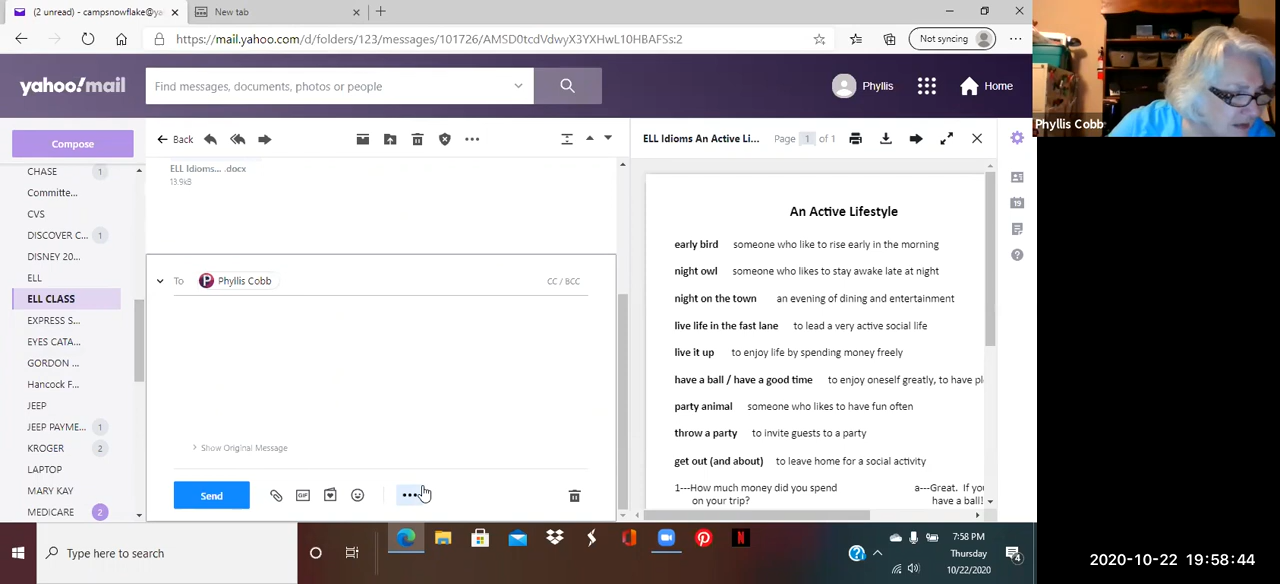 (2 unread) - campsnowflake@ya
New tab
https://mail.yahoo.com/d/folders/123/messages/101726/AMSD0tcdVdwyX3YXHwL10HBAFSs:2
Not syncing
yahoo!mail
Find messages, documents, photos or people
Phyllis
Home
Phyllis Cobb
Compose
Back
ELL Idioms An Active Li...
Page 1 of 1
CHASE 1
Committe...
CVS
DISCOVER C... 1
DISNEY 20...
ELL
ELL CLASS
EXPRESS S...
EYES CATA...
GORDON ...
Hancock F...
JEEP
JEEP PAYME... 1
KROGER 2
LAPTOP
MARY KAY
MEDICARE 2
ELL Idioms... .docx
13.9kB
To Phyllis Cobb CC / BCC
Show Original Message
Send
GIF
19
An Active Lifestyle
early bird someone who like to rise early in the morning
night owl someone who likes to stay awake late at night
night on the town an evening of dining and entertainment
live life in the fast lane to lead a very active social life
live it up to enjoy life by spending money freely
have a ball / have a good time to enjoy oneself greatly, to have
party animal someone who likes to have fun often
throw a party to invite guests to a party
get out (and about) to leave home for a social activity
1---How much money did you spend a---Great. If
on your trip? have a ball!
Type here to search
7:58 PM
Thursday
10/22/2020
4
2020-10-22 19:58:44